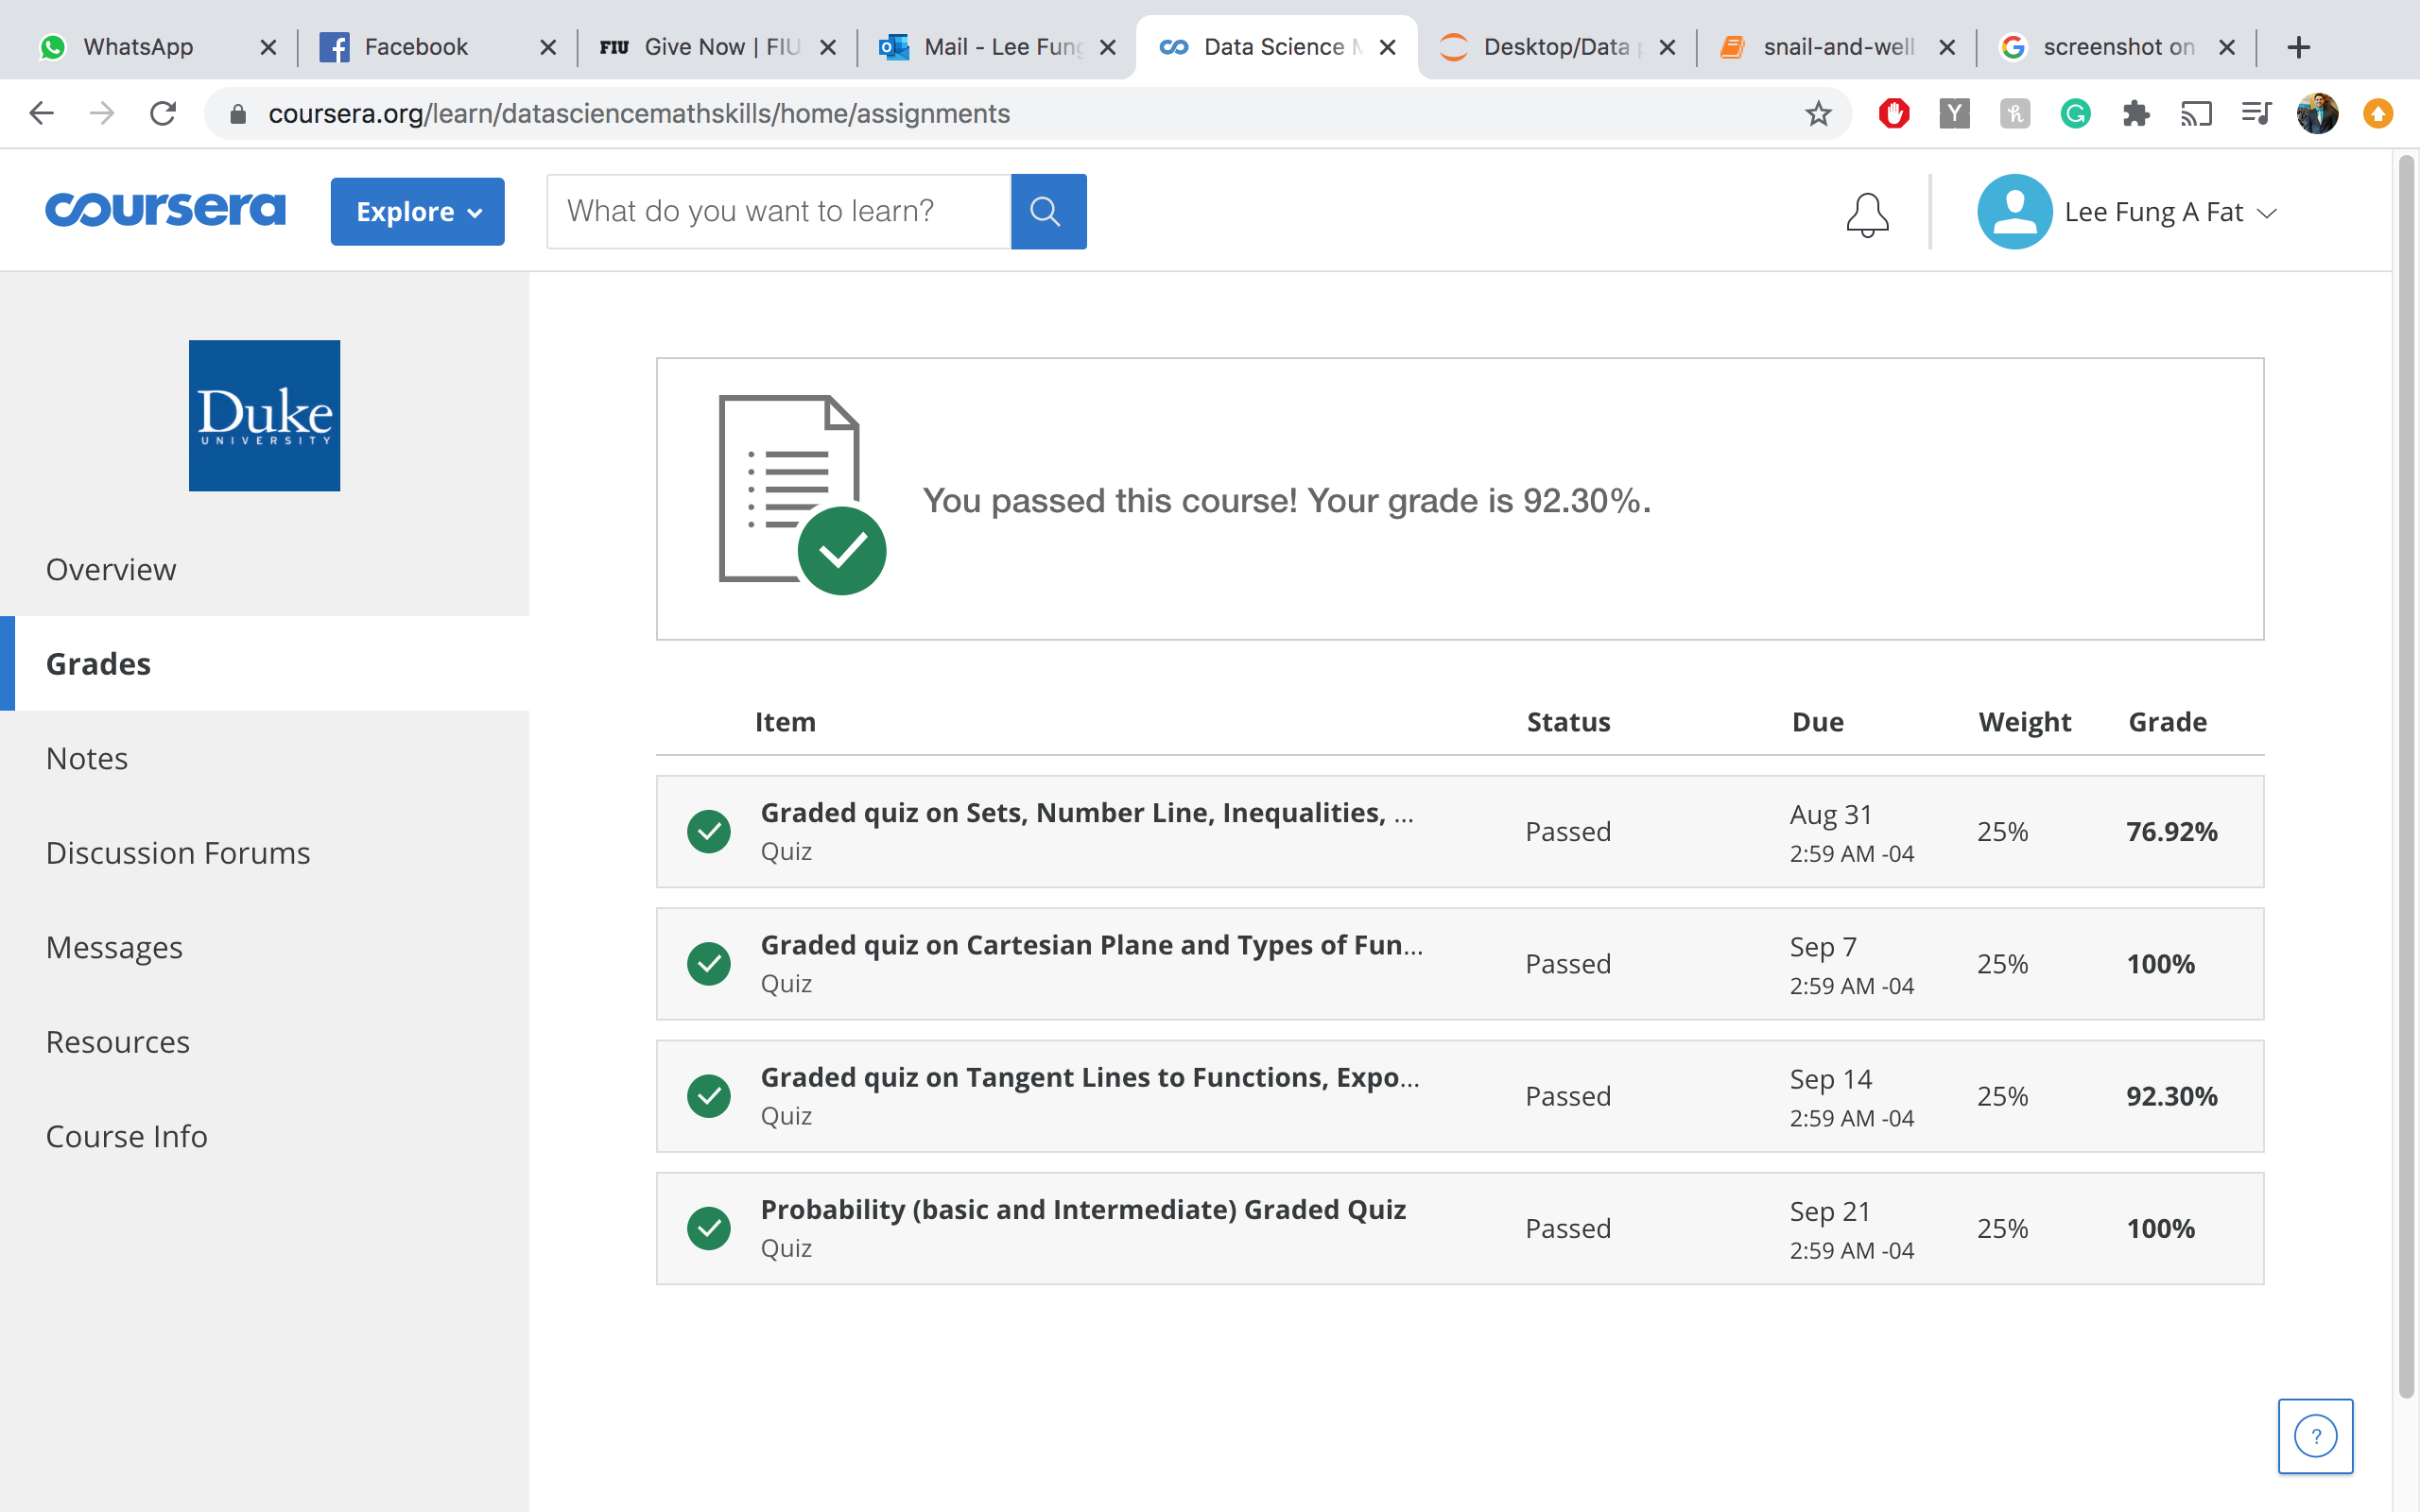 WhatsApp
Facebook
FIU Give Now | FIU
Mail - Lee Fung
Data Science M
Desktop/Data p
snail-and-well
screenshot on
coursera.org/learn/datasciencemathskills/home/assignments
coursera
Explore
What do you want to learn?
Lee Fung A Fat
Duke
UNIVERSITY
Overview
Grades
Notes
Discussion Forums
Messages
Resources
Course Info
You passed this course! Your grade is 92.30%.
Item Status Due Weight Grade
Graded quiz on Sets, Number Line, Inequalities, ...
Quiz
Passed
Aug 31
2:59 AM -04
25%
76.92%
Graded quiz on Cartesian Plane and Types of Fun...
Quiz
Passed
Sep 7
2:59 AM -04
25%
100%
Graded quiz on Tangent Lines to Functions, Expo...
Quiz
Passed
Sep 14
2:59 AM -04
25%
92.30%
Probability (basic and Intermediate) Graded Quiz
Quiz
Passed
Sep 21
2:59 AM -04
25%
100%
?